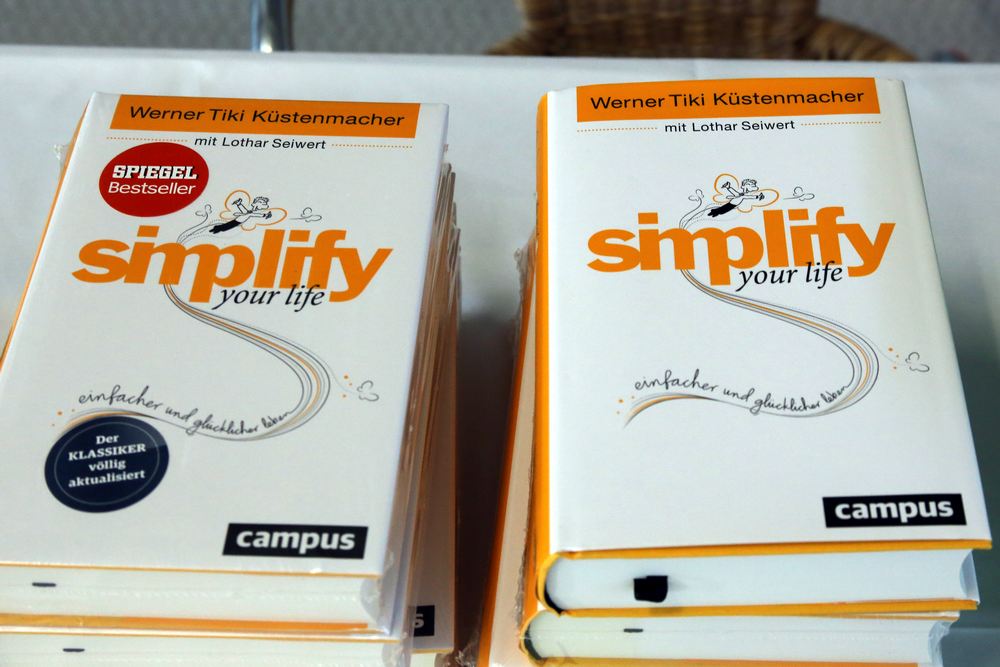 Werner Tiki Küstenmacher
mit Lothar Seiwert
SPIEGEL
Bestseller
simplify
your life
einfacher und glücklicher leben
Der
KLASSIKER
völlig
aktualisiert
campus
Werner Tiki Küstenmacher
mit Lothar Seiwert
simplify
your life
einfacher und glücklicher leben
campus